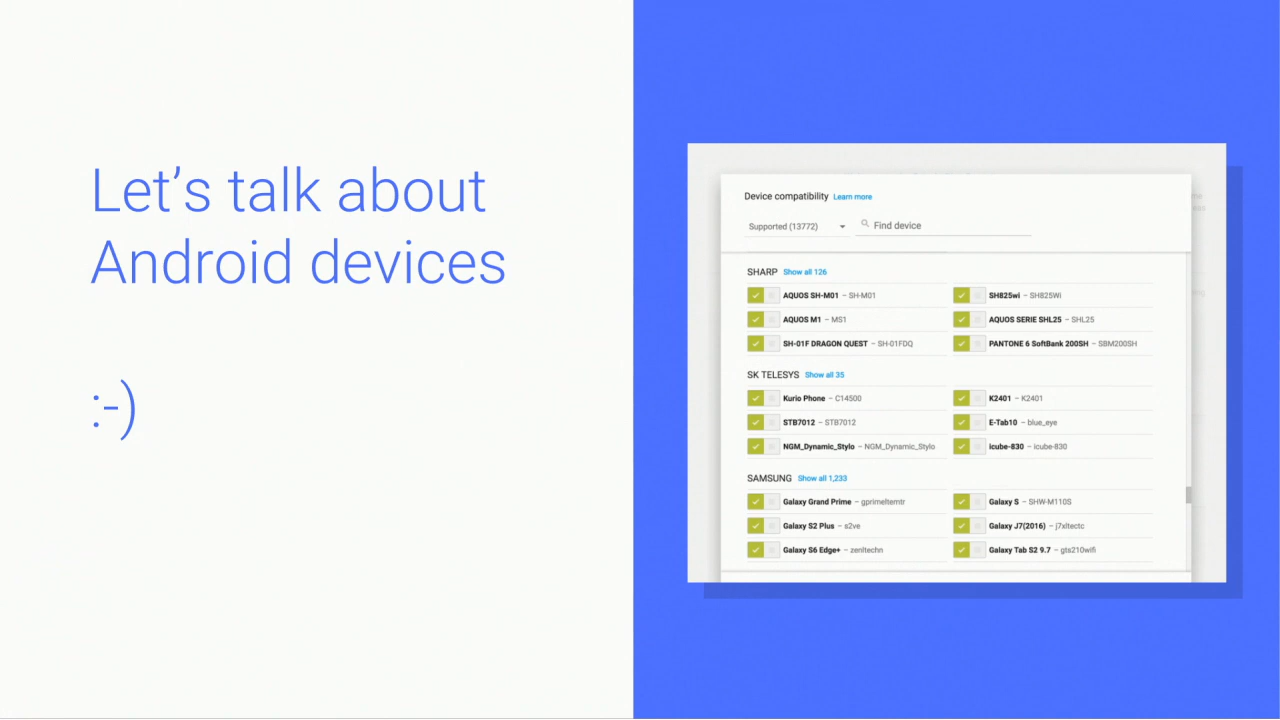 Let's talk about
Android devices
:-)
Device compatibility Learn more
Supported (13772) Find device
SHARP Show all 126
AQUOS SH-M01 – SH-M01 SH825wi – SH825Wi
AQUOS M1 – MS1 AQUOS SERIE SHL25 – SHL25
SH-01F DRAGON QUEST – SH-01FDQ PANTONE 6 SoftBank 200SH – SBM200SH
SK TELESYS Show all 35
Kurio Phone – C14500 K2401 – K2401
STB7012 – STB7012 E-Tab10 – blue_eye
NGM_Dynamic_Stylo – NGM_Dynamic_Stylo icube-830 – icube-830
SAMSUNG Show all 1,233
Galaxy Grand Prime – gprimeltemtr Galaxy S – SHW-M110S
Galaxy S2 Plus – s2ve Galaxy J7(2016) – j7xltectc
Galaxy S6 Edge+ – zenltechn Galaxy Tab S2 9.7 – gts210wifi